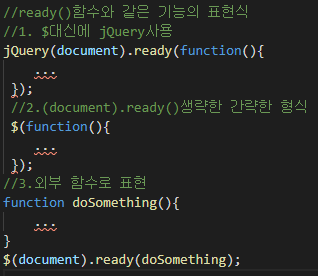 //ready()함수와 같은 기능의 표현식
//1. $대신에 jQuery사용
jQuery(document).ready(function(){
    ...
 });
 //2.(document).ready()생략한 간략한 형식
 $(function(){
    ...
 });
//3.외부 함수로 표현
function doSomething(){
    ...
}
$(document).ready(doSomething);